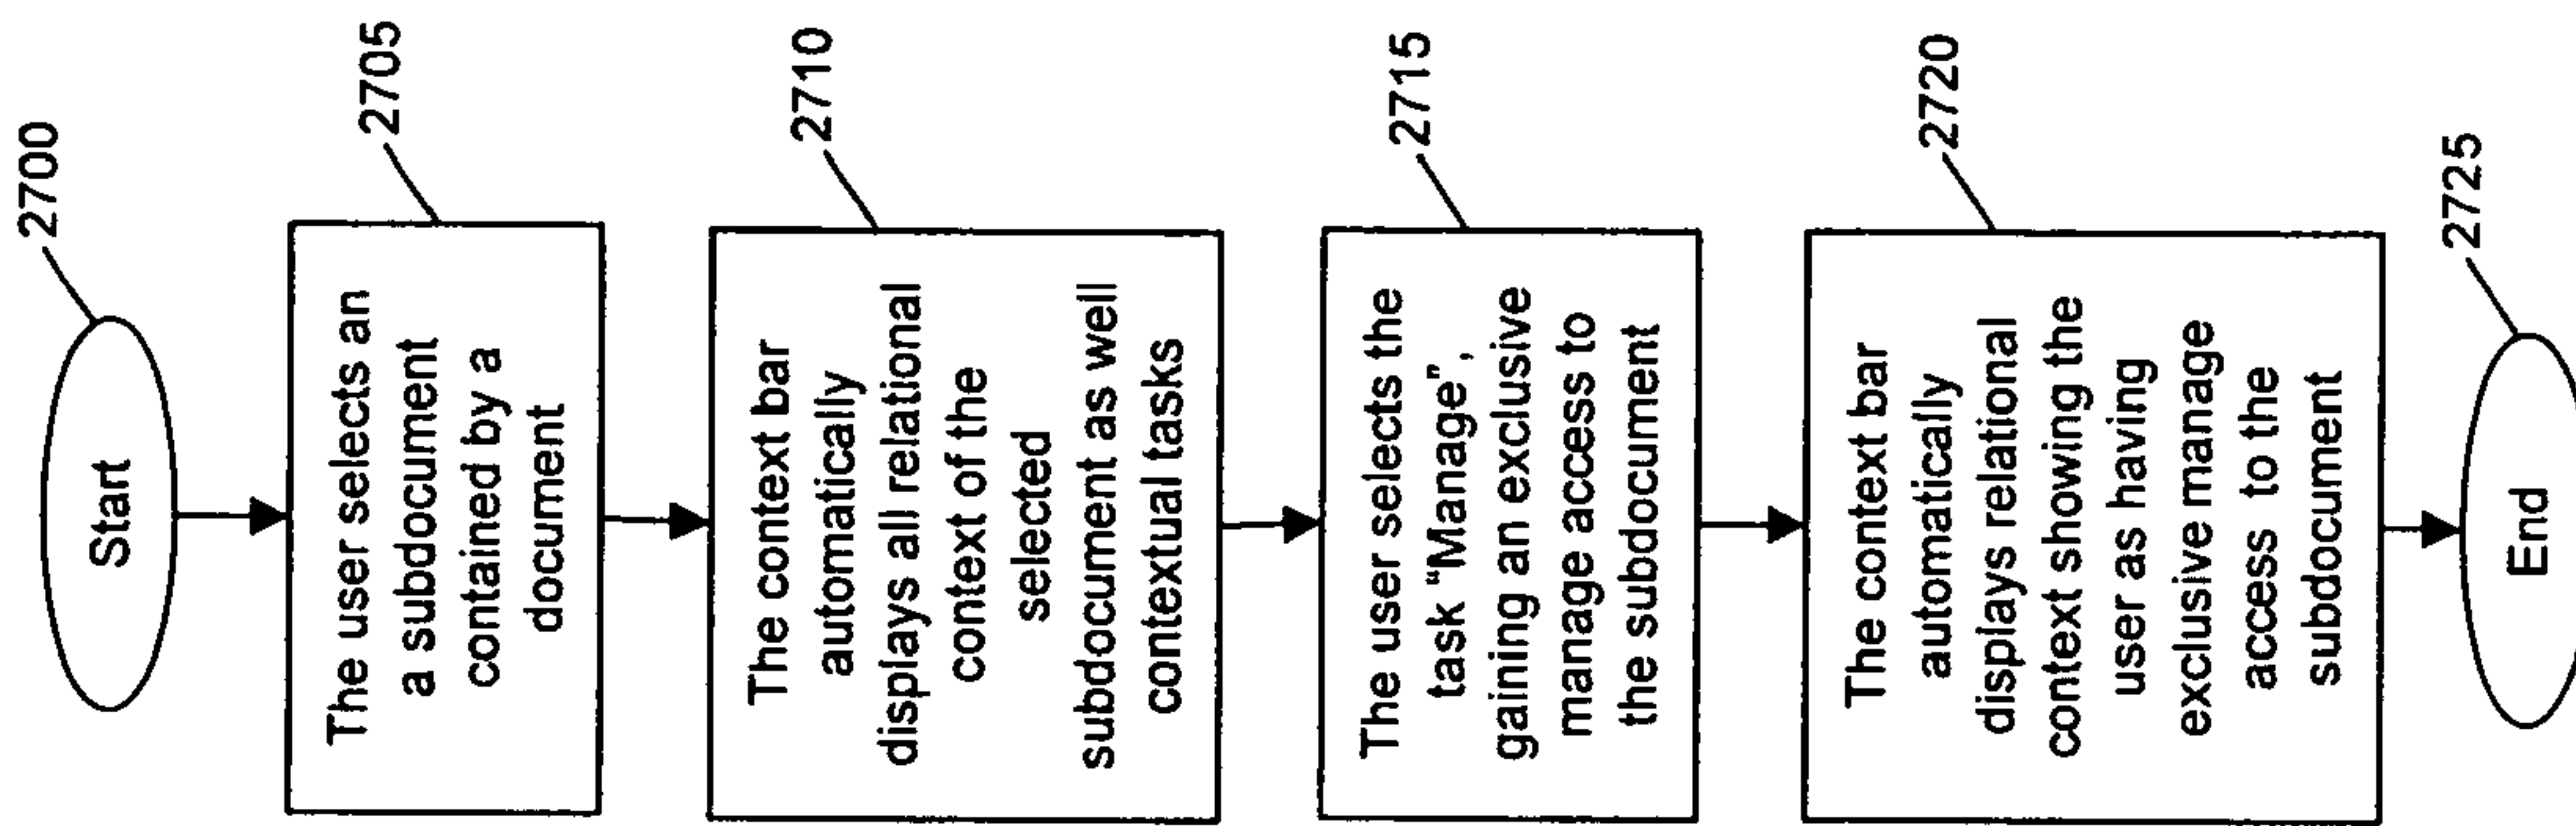 Start
2700
The user selects an
a subdocument
contained by a
document
2705
The context bar
automatically
displays all relational
context of the
selected
subdocument as well
contextual tasks
2710
The user selects the
task “Manage”,
gaining an exclusive
manage access to
the subdocument
2715
The context bar
automatically
displays relational
context showing the
user as having
exclusive manage
access to the
subdocument
2720
End
2725